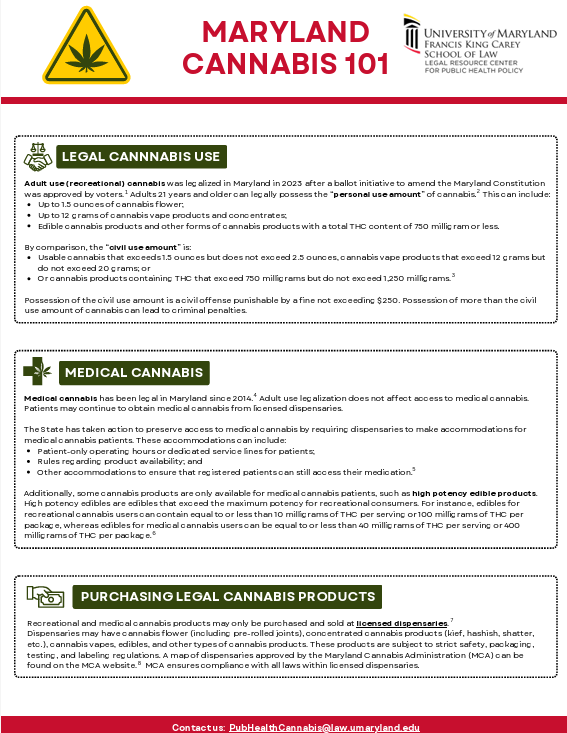 MARYLAND
CANNABIS 101
UNIVERSITY of MARYLAND
FRANCIS KING CAREY
SCHOOL OF LAW
LEGAL RESOURCE CENTER
FOR PUBLIC HEALTH POLICY
LEGAL CANNNABIS USE
Adult use (recreational) cannabis was legalized in Maryland in 2023 after a ballot initiative to amend the Maryland Constitution
was approved by voters.1 Adults 21 years and older can legally possess the “personal use amount” of cannabis.2 This can include:
• Up to 1.5 ounces of cannabis flower;
• Up to 12 grams of cannabis vape products and concentrates;
• Edible cannabis products and other forms of cannabis products with a total THC content of 750 milligram or less.
By comparison, the “civil use amount” is:
• Usable cannabis that exceeds 1.5 ounces but does not exceed 2.5 ounces, cannabis vape products that exceed 12 grams but
do not exceed 20 grams; or
• Or cannabis products containing THC that exceed 750 milligrams but do not exceed 1,250 milligrams.3
Possession of the civil use amount is a civil offense punishable by a fine not exceeding $250. Possession of more than the civil
use amount of cannabis can lead to criminal penalties.
MEDICAL CANNABIS
Medical cannabis has been legal in Maryland since 2014.4 Adult use legalization does not affect access to medical cannabis.
Patients may continue to obtain medical cannabis from licensed dispensaries.
The State has taken action to preserve access to medical cannabis by requiring dispensaries to make accommodations for
medical cannabis patients. These accommodations can include:
• Patient-only operating hours or dedicated service lines for patients;
• Rules regarding product availability; and
• Other accommodations to ensure that registered patients can still access their medication.5
Additionally, some cannabis products are only available for medical cannabis patients, such as high potency edible products.
High potency edibles are edibles that exceed the maximum potency for recreational consumers. For instance, edibles for
recreational cannabis users can contain equal to or less than 10 milligrams of THC per serving or 100 milligrams of THC per
package, whereas edibles for medical cannabis users can be equal to or less than 40 milligrams of THC per serving or 400
milligrams of THC per package.6
PURCHASING LEGAL CANNABIS PRODUCTS
Recreational and medical cannabis products may only be purchased and sold at licensed dispensaries.7
Dispensaries may have cannabis flower (including pre-rolled joints), concentrated cannabis products (kief, hashish, shatter,
etc.), cannabis vapes, edibles, and other types of cannabis products. These products are subject to strict safety, packaging,
testing, and labeling regulations. A map of dispensaries approved by the Maryland Cannabis Administration (MCA) can be
found on the MCA website.8 MCA ensures compliance with all laws within licensed dispensaries.
Contact us: PubHealthCannabis@law.umaryland.edu